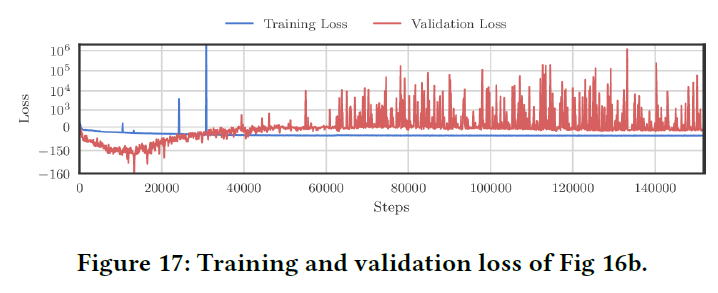 Training Loss Validation Loss
10^6
10^5
10^4
10^3
0
−150
−160
Loss
0 20000 40000 60000 80000 100000 120000 140000
Steps
Figure 17: Training and validation loss of Fig 16b.